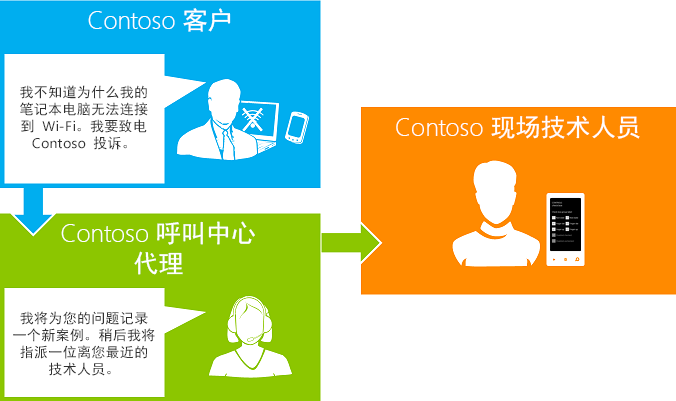 Contoso 客户
我不知道为什么我的
笔记本电脑无法连接
到 Wi-Fi。我要致电
Contoso 投诉。
Contoso 现场技术人员
Contoso 呼叫中心
代理
我将为您的问题记录
一个新案例。稍后我将
指派一位离您最近的
技术人员。